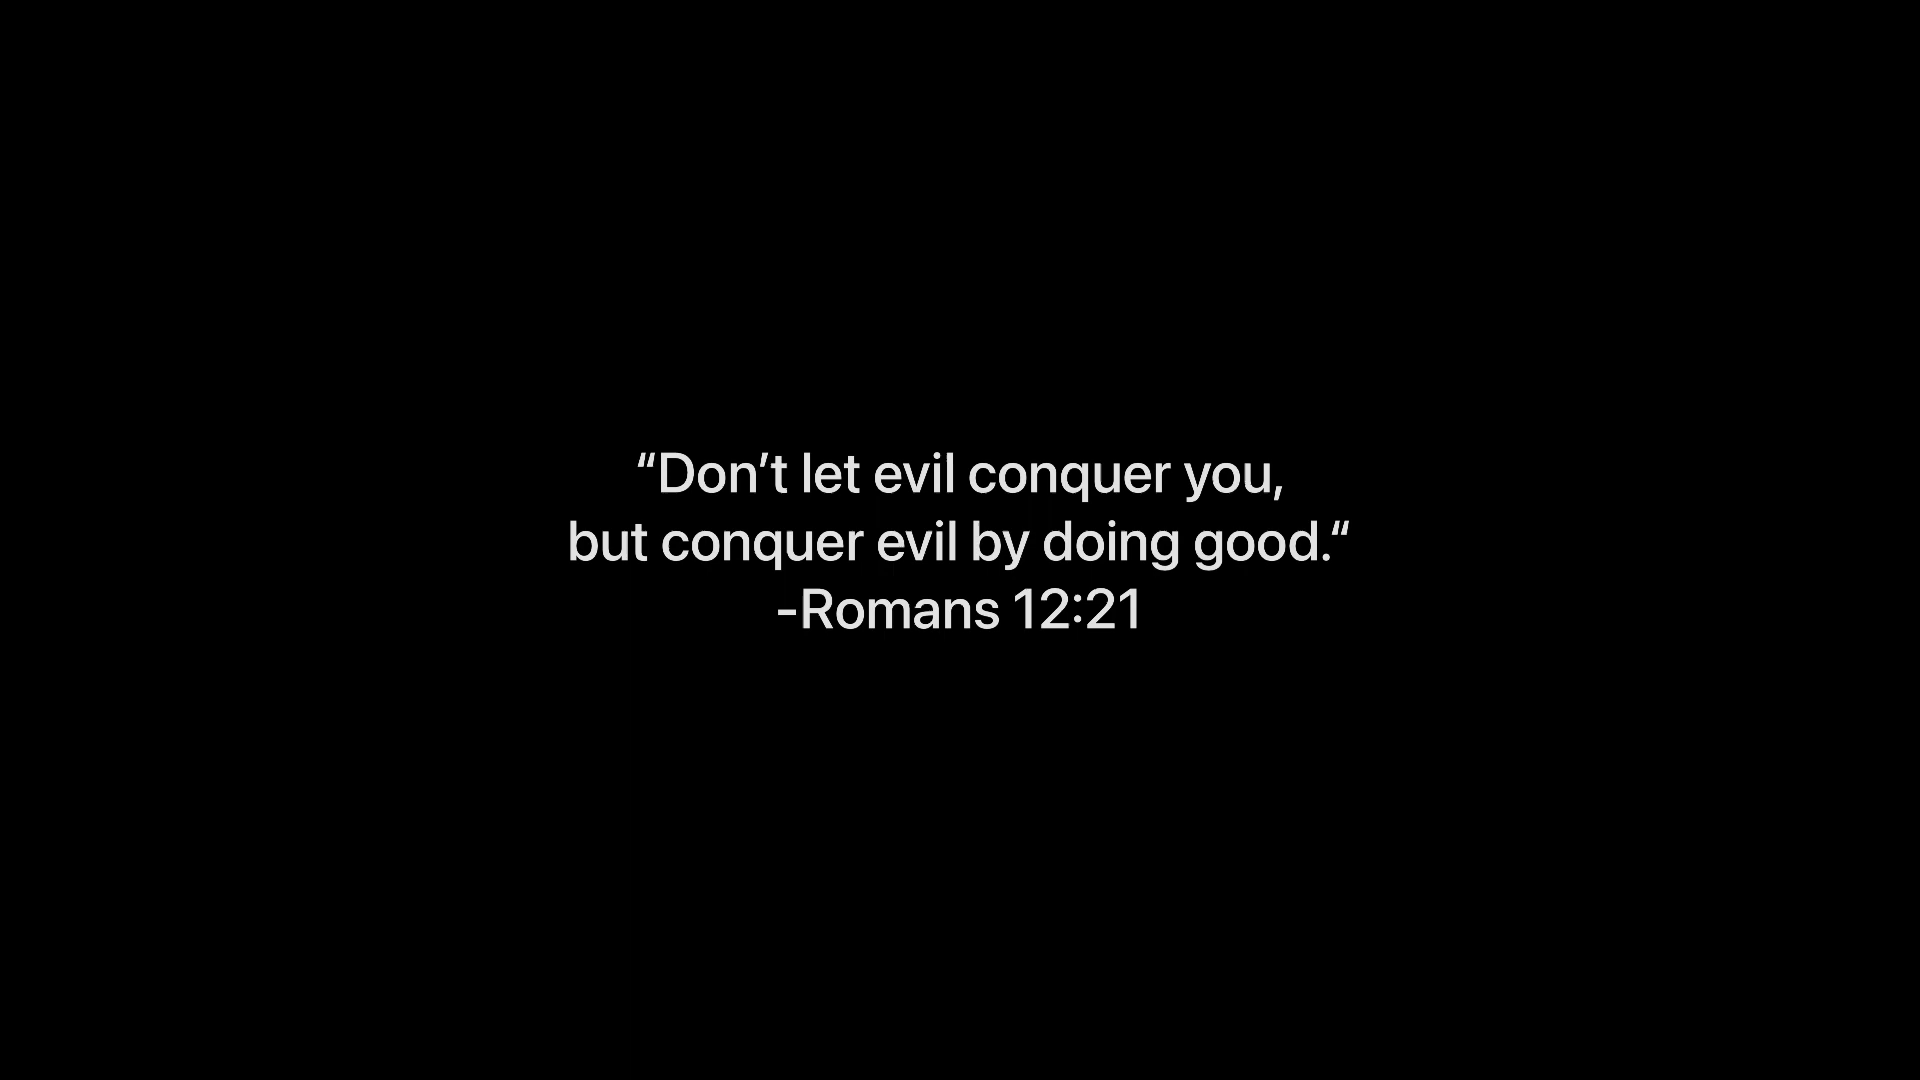 “Don’t let evil conquer you,
but conquer evil by doing good.“
-Romans 12:21